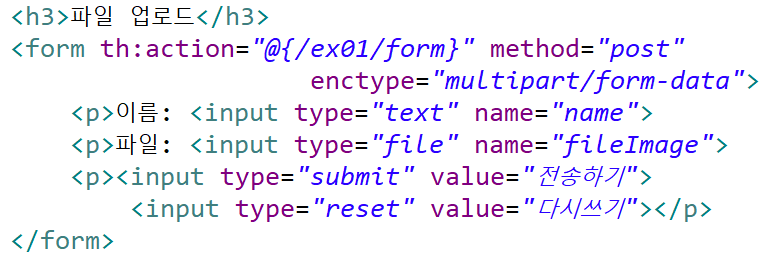 <h3>파일 업로드</h3>
<form th:action="@{/ex01/form}" method="post"
enctype="multipart/form-data">
<p>이름: <input type="text" name="name">
<p>파일: <input type="file" name="fileImage">
<p><input type="submit" value="전송하기">
<input type="reset" value="다시쓰기"></p>
</form>